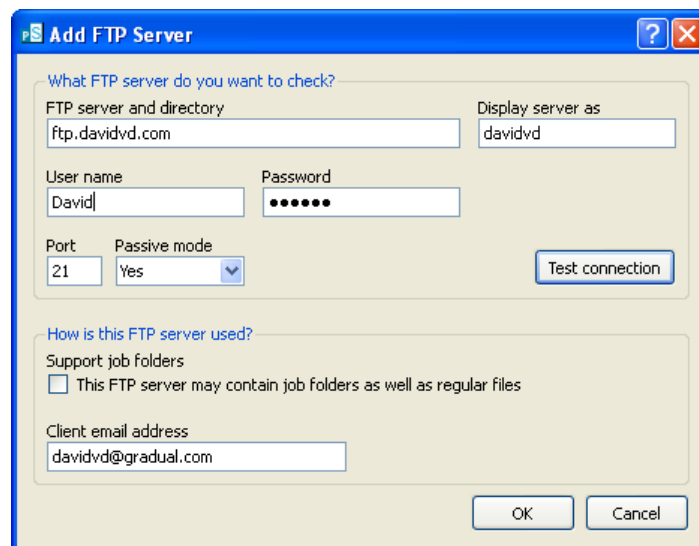 pS Add FTP Server ?
What FTP server do you want to check?
FTP server and directory Display server as
ftp.davidvd.com davidvd
User name Password
David ●●●●●●
Port Passive mode
21 Yes Test connection
How is this FTP server used?
Support job folders
This FTP server may contain job folders as well as regular files
Client email address
davidvd@gradual.com
OK Cancel